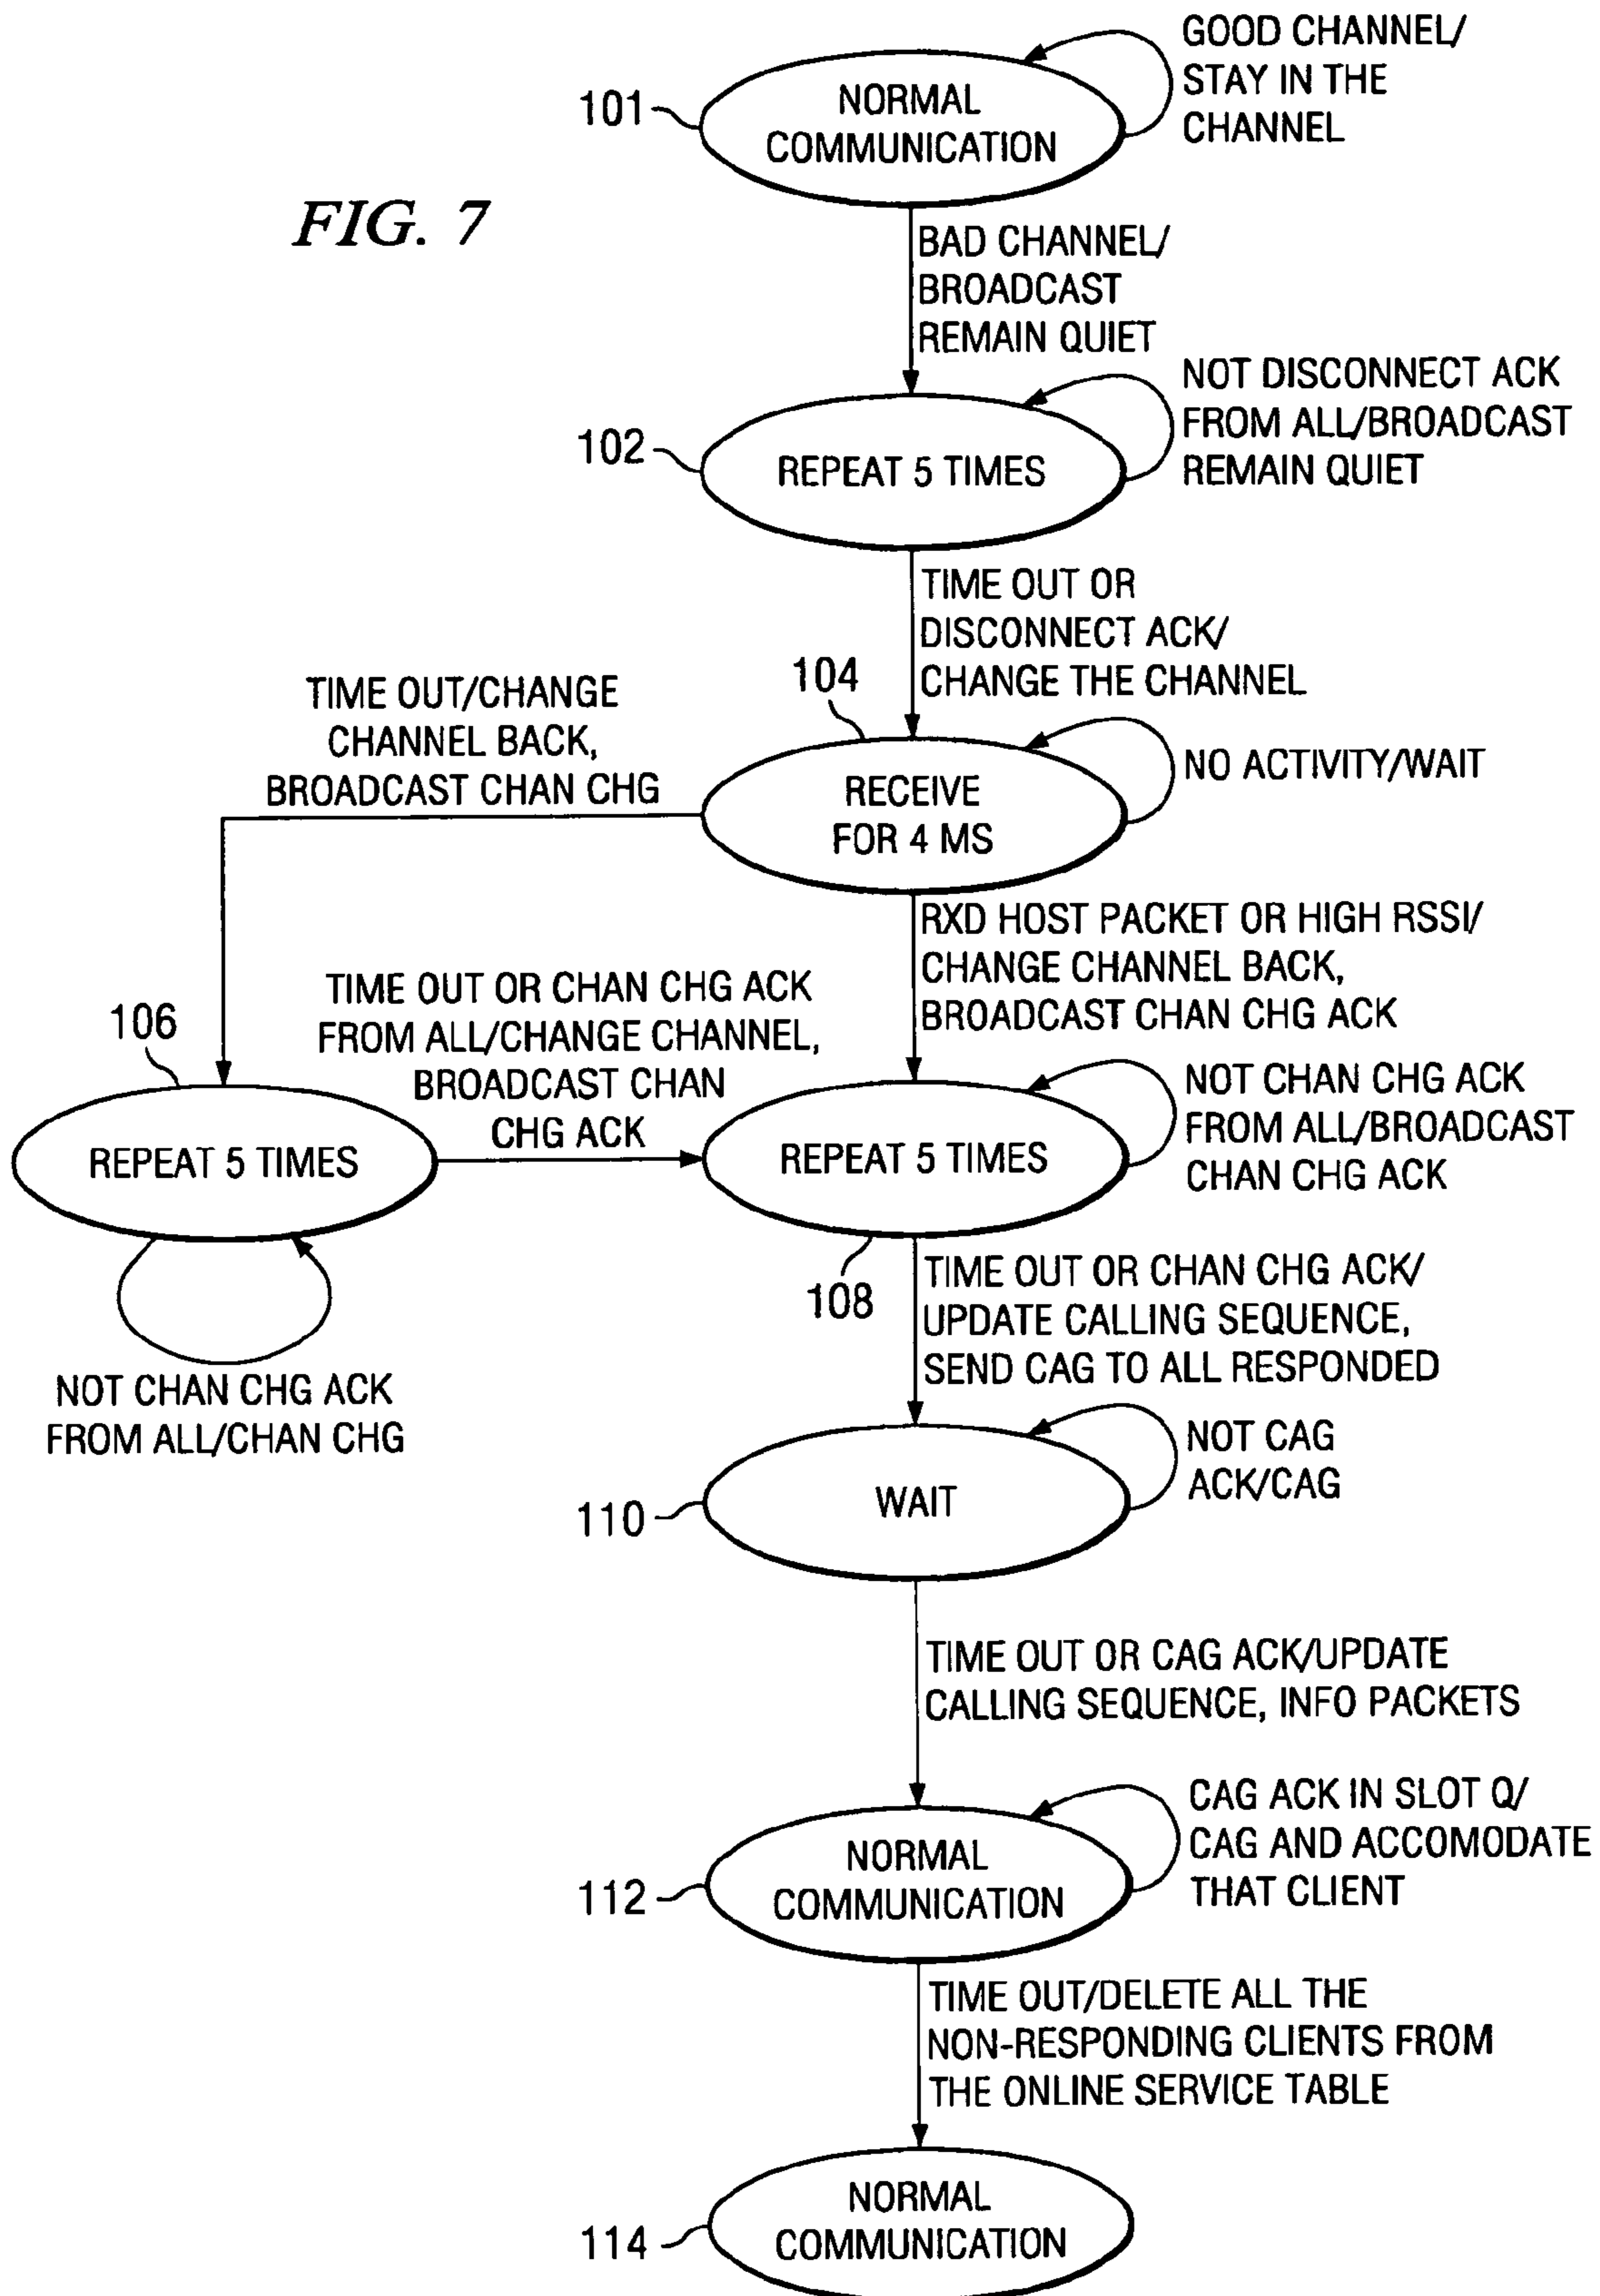 GOOD CHANNEL/
STAY IN THE
CHANNEL
101
NORMAL
COMMUNICATION
FIG. 7
BAD CHANNEL/
BROADCAST
REMAIN QUIET
NOT DISCONNECT ACK
FROM ALL/BROADCAST
REMAIN QUIET
102
REPEAT 5 TIMES
TIME OUT OR
DISCONNECT ACK/
CHANGE THE CHANNEL
TIME OUT/CHANGE
CHANNEL BACK,
BROADCAST CHAN CHG
104
RECEIVE
FOR 4 MS
NO ACTIVITY/WAIT
RXD HOST PACKET OR HIGH RSSI/
CHANGE CHANNEL BACK,
BROADCAST CHAN CHG ACK
TIME OUT OR CHAN CHG ACK
FROM ALL/CHANGE CHANNEL,
BROADCAST CHAN
CHG ACK
106
REPEAT 5 TIMES
REPEAT 5 TIMES
NOT CHAN CHG ACK
FROM ALL/BROADCAST
CHAN CHG ACK
108
NOT CHAN CHG ACK
FROM ALL/CHAN CHG
TIME OUT OR CHAN CHG ACK/
UPDATE CALLING SEQUENCE,
SEND CAG TO ALL RESPONDED
110
WAIT
NOT CAG
ACK/CAG
TIME OUT OR CAG ACK/UPDATE
CALLING SEQUENCE, INFO PACKETS
112
NORMAL
COMMUNICATION
CAG ACK IN SLOT Q/
CAG AND ACCOMODATE
THAT CLIENT
TIME OUT/DELETE ALL THE
NON-RESPONDING CLIENTS FROM
THE ONLINE SERVICE TABLE
114
NORMAL
COMMUNICATION